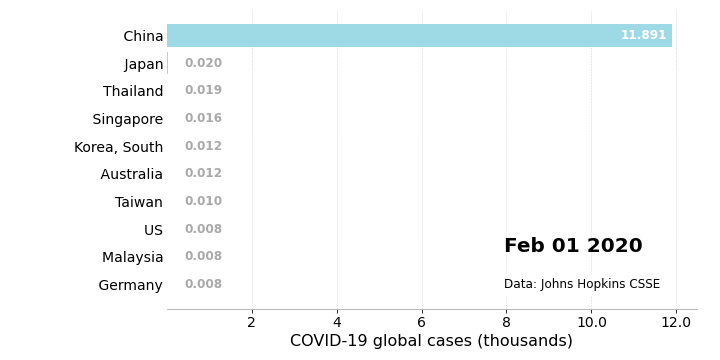 China 11.891
Japan 0.020
Thailand 0.019
Singapore 0.016
Korea, South 0.012
Australia 0.012
Taiwan 0.010
US 0.008
Malaysia 0.008
Germany 0.008
Feb 01 2020
Data: Johns Hopkins CSSE
2 4 6 8 10.0 12.0
COVID-19 global cases (thousands)